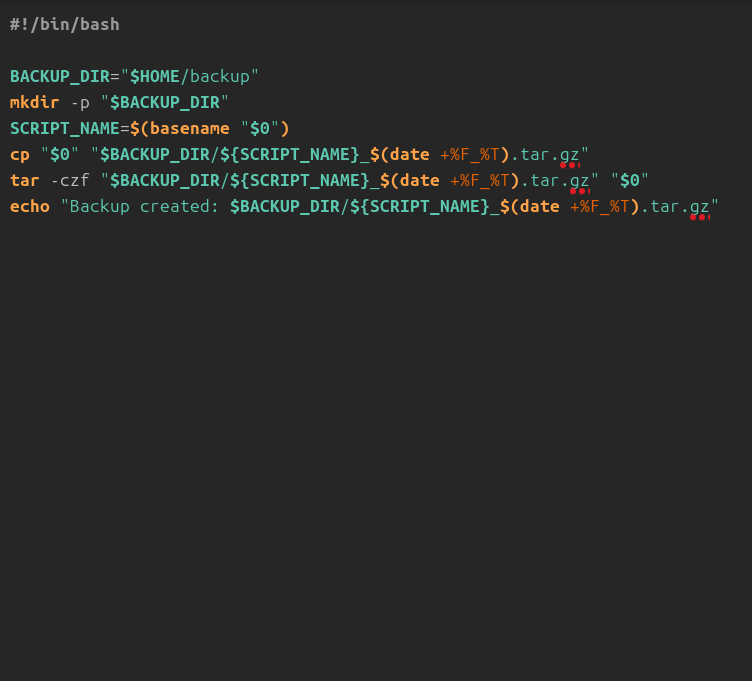 #!/bin/bash

BACKUP_DIR="$HOME/backup"
mkdir -p "$BACKUP_DIR"
SCRIPT_NAME=$(basename "$0")
cp "$0" "$BACKUP_DIR/${SCRIPT_NAME}_$(date +%F_%T).tar.gz"
tar -czf "$BACKUP_DIR/${SCRIPT_NAME}_$(date +%F_%T).tar.gz" "$0"
echo "Backup created: $BACKUP_DIR/${SCRIPT_NAME}_$(date +%F_%T).tar.gz"